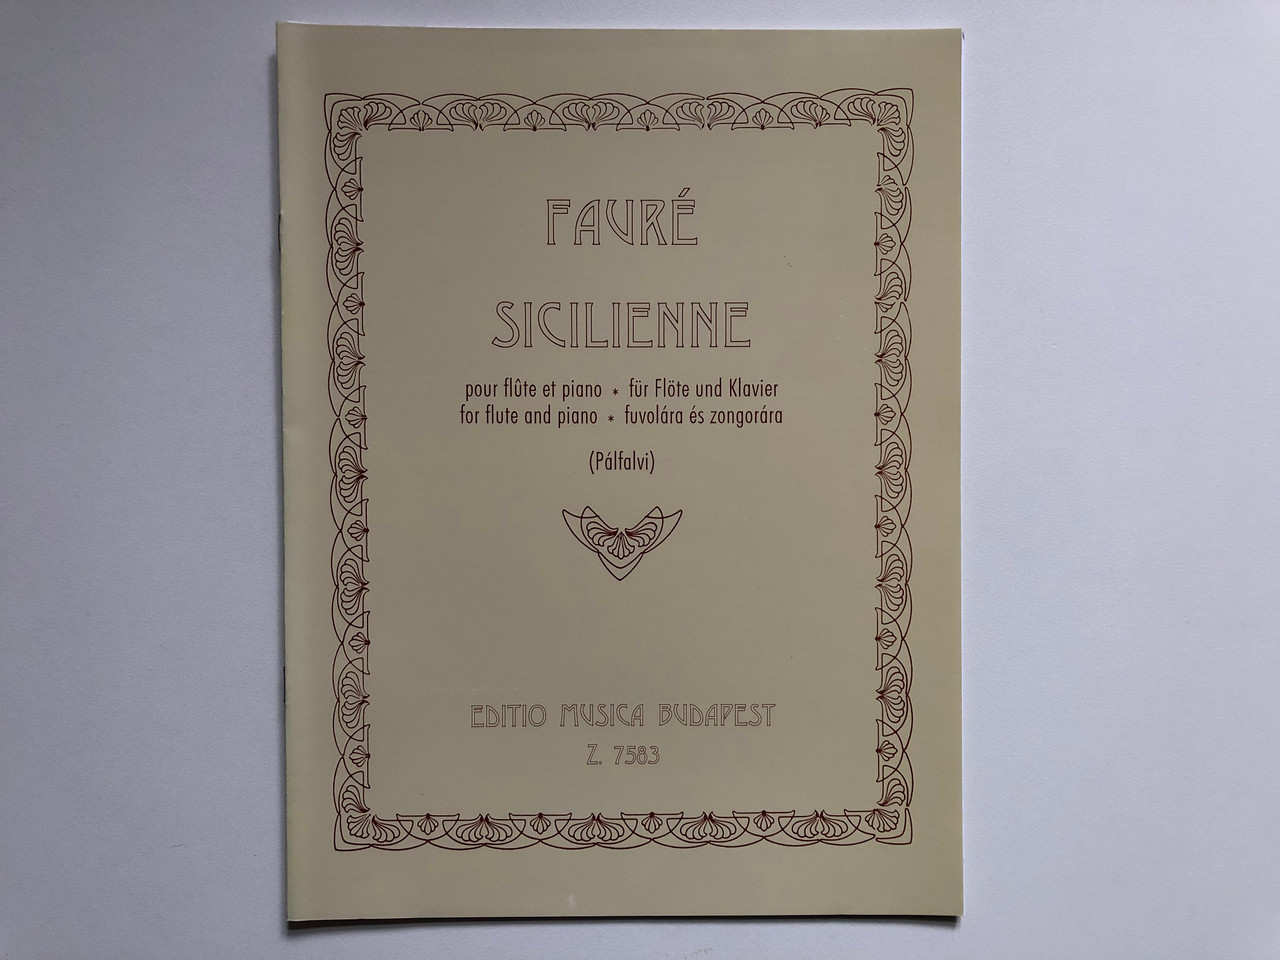 FAURÉ
SICILIENNE
pour flûte et piano * für Flöte und Klavier
for flute and piano * fuvolára és zongorára
(Pálfalvi)
EDITIO MUSICA BUDAPEST
Z. 7583